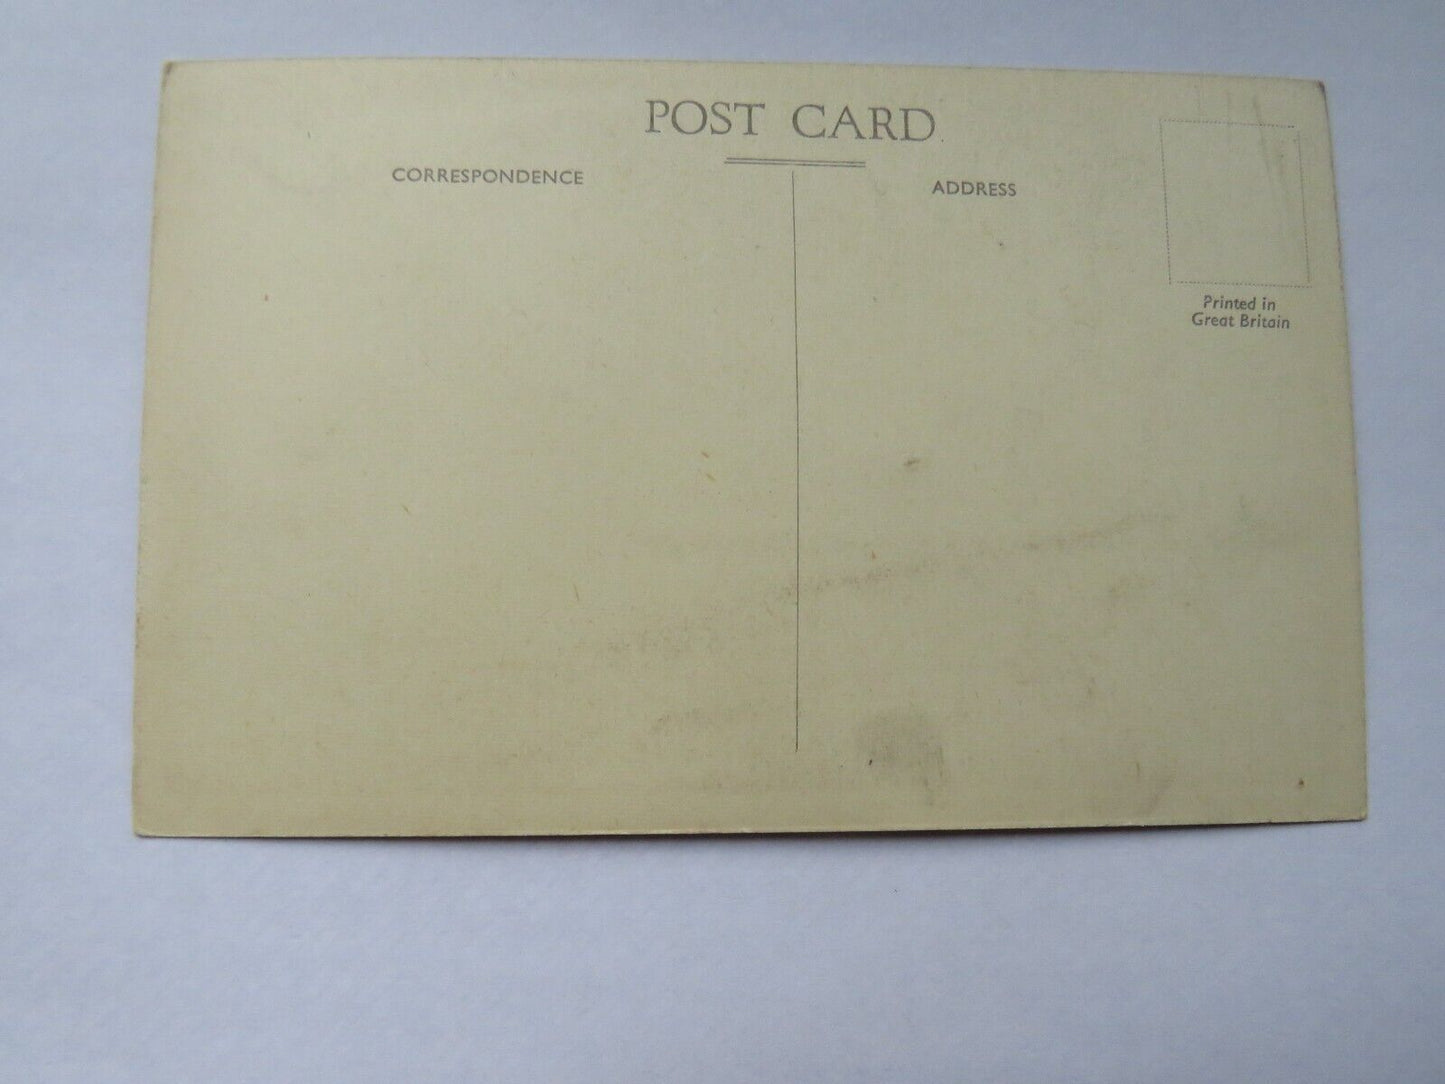 POST CARD
CORRESPONDENCE
ADDRESS
Printed in
Great Britain